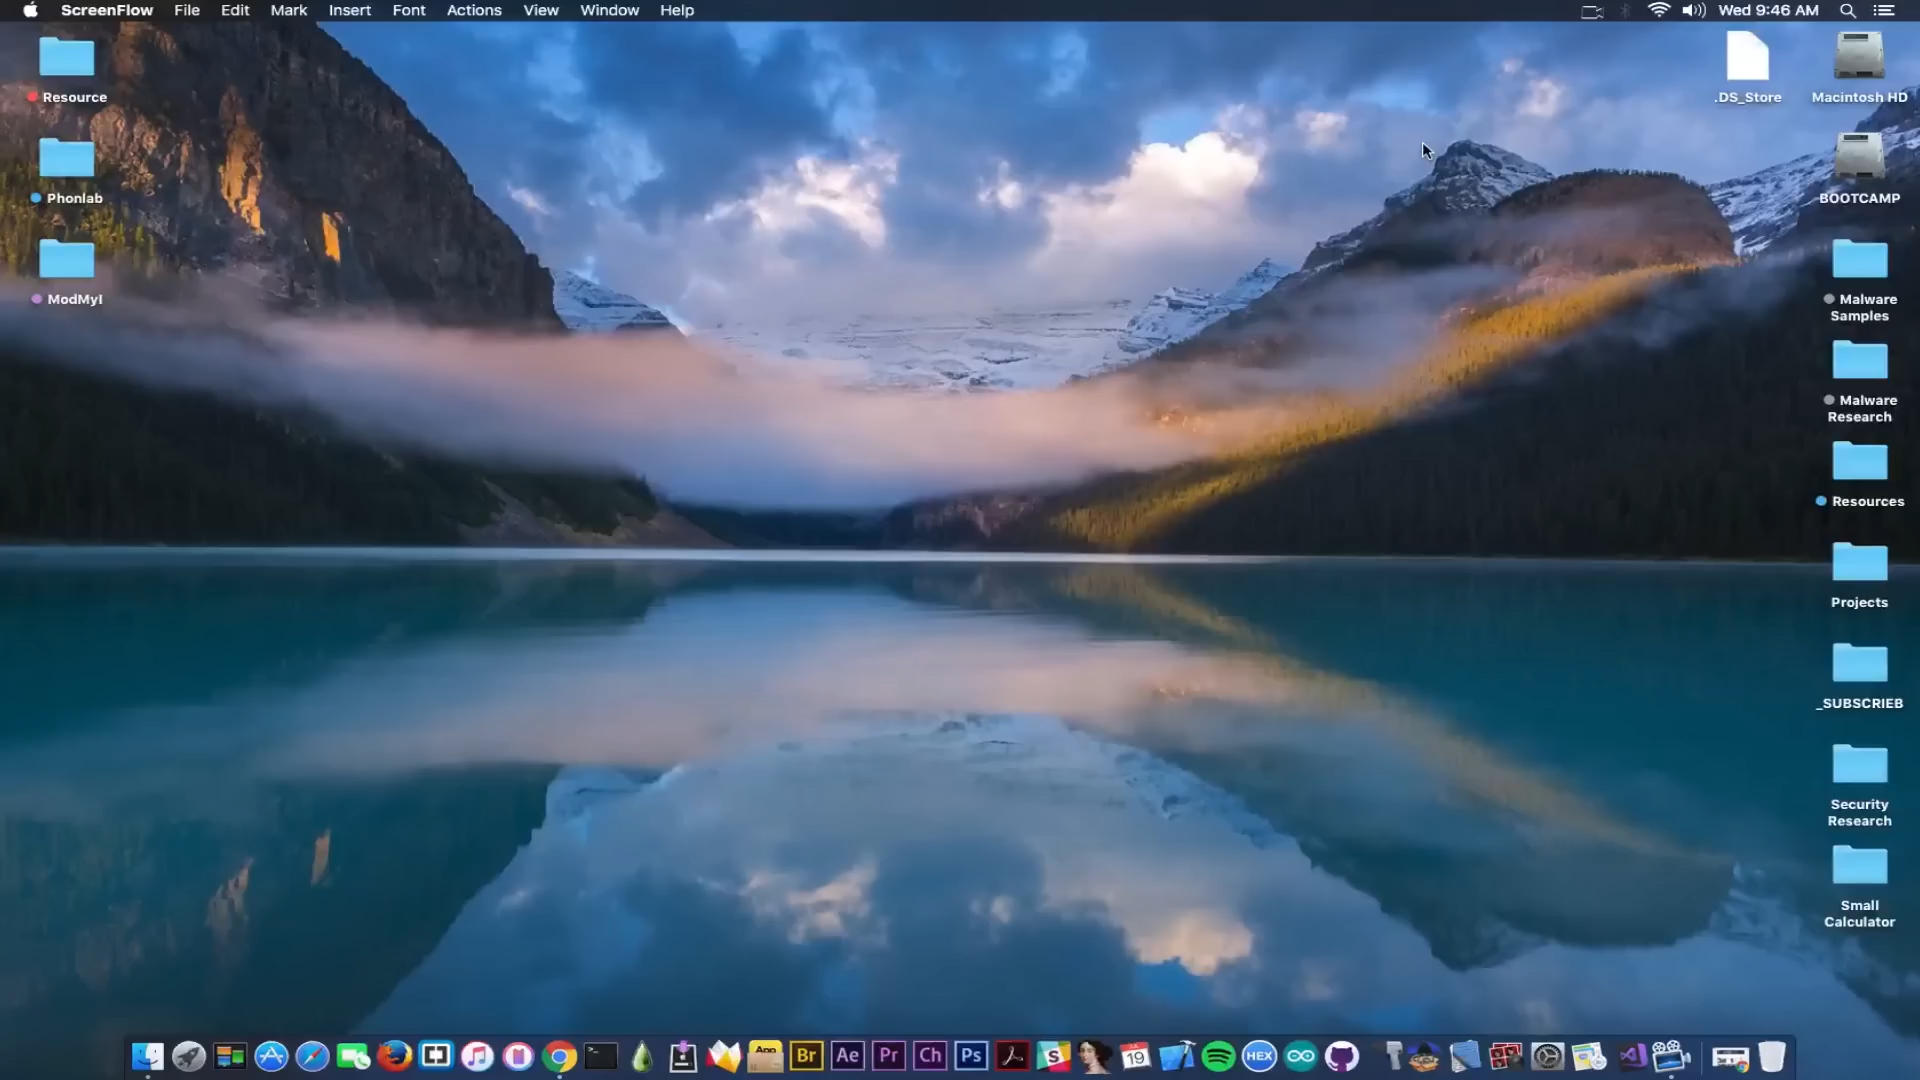 ScreenFlow File Edit Mark Insert Font Actions View Window Help Wed 9:46 AM
Resource
Phonlab
ModMyI
.DS_Store
Macintosh HD
BOOTCAMP
Malware
Samples
Malware
Research
Resources
Projects
_SUBSCRIEB
Security
Research
Small
Calculator
App
Br
Ae
Pr
Ch
Ps
S
19
HEX